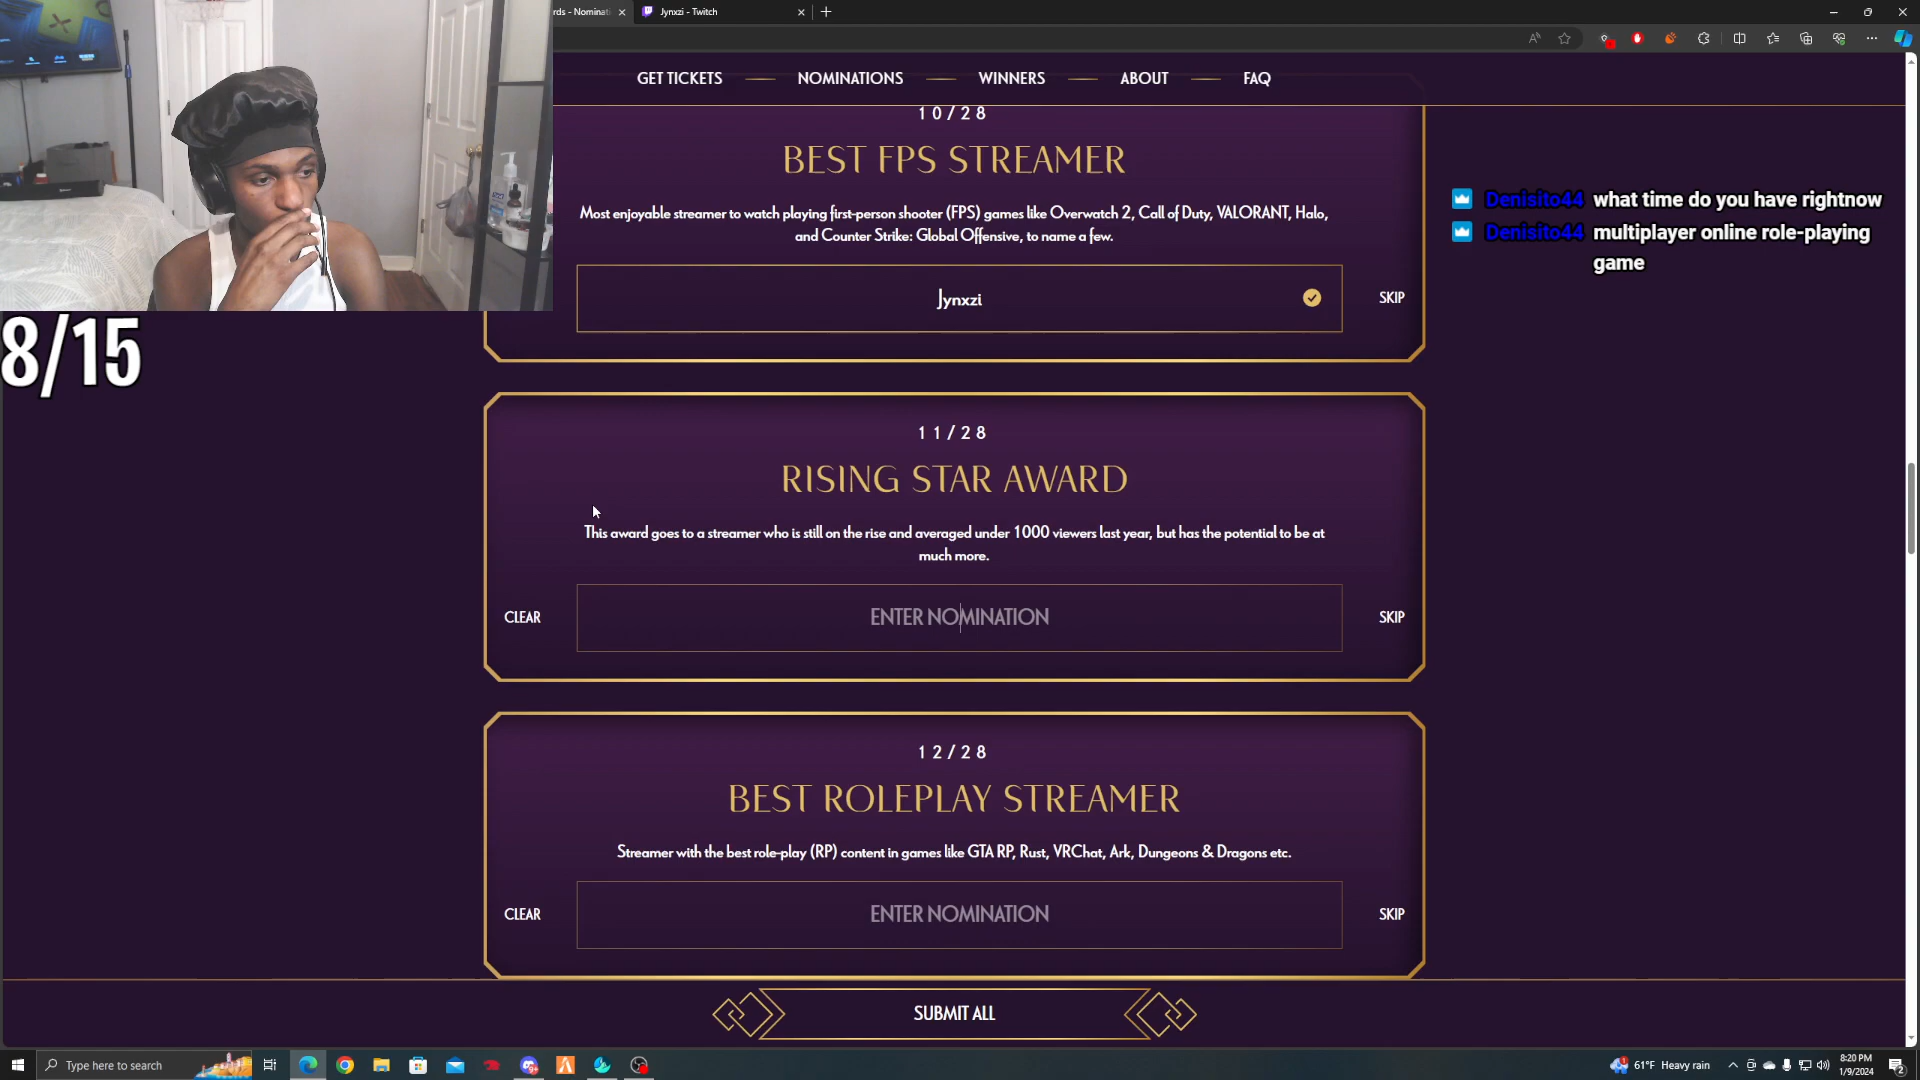 rds - Nominati
Jynxzi - Twitch
GET TICKETS
NOMINATIONS
WINNERS
ABOUT
FAQ
10/28
BEST FPS STREAMER
Most enjoyable streamer to watch playing first-person shooter (FPS) games like Overwatch 2, Call of Duty, VALORANT, Halo,
and Counter Strike: Global Offensive, to name a few.
Jynxzi
SKIP
Denisito44 what time do you have rightnow
Denisito44 multiplayer online role-playing
game
8/15
11/28
RISING STAR AWARD
This award goes to a streamer who is still on the rise and averaged under 1000 viewers last year, but has the potential to be at
much more.
CLEAR
ENTER NOMINATION
SKIP
12/28
BEST ROLEPLAY STREAMER
Streamer with the best role-play (RP) content in games like GTA RP, Rust, VRChat, Ark, Dungeons & Dragons etc.
CLEAR
ENTER NOMINATION
SKIP
SUBMIT ALL
Type here to search
61°F Heavy rain
8:20 PM
1/9/2024